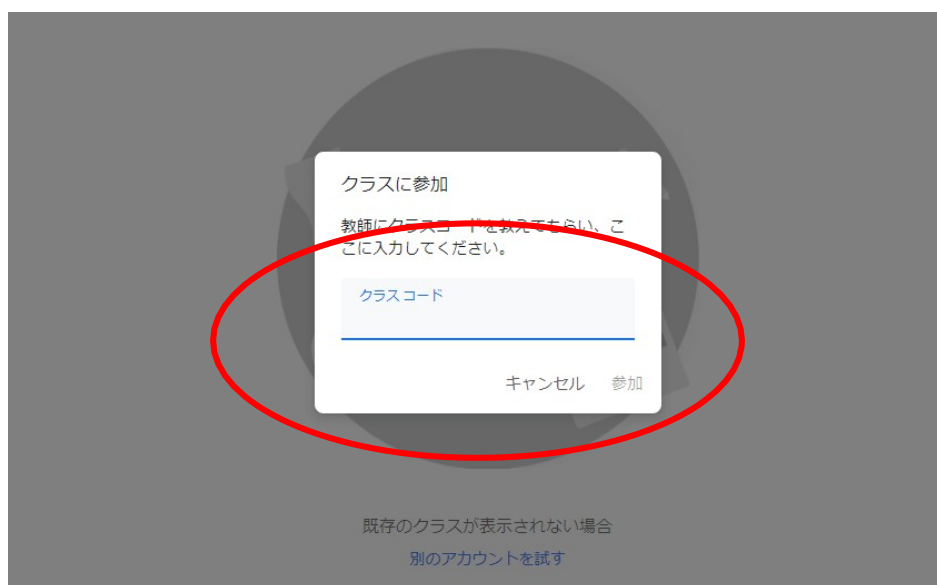 クラスに参加
教師にクラスコードを教えてもらい、こ
こに入力してください。
クラス コード
キャンセル 参加
既存のクラスが表示されない場合
別のアカウントを試す